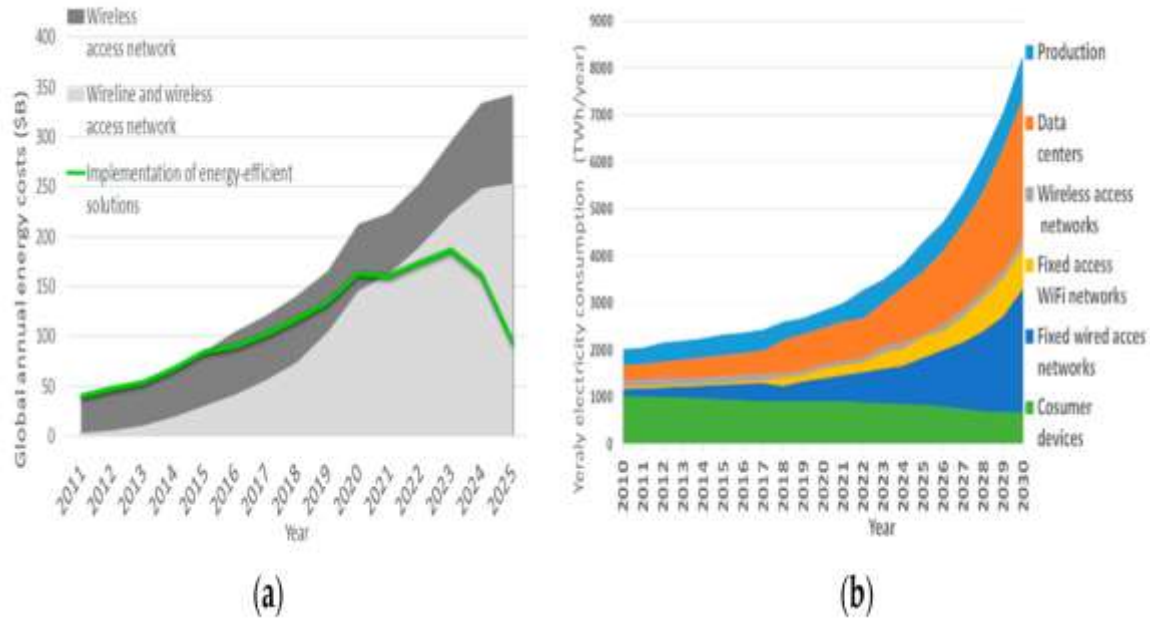 Wireless
access network
Wireline and wireless
access network
Implementation of energy-efficient
solutions
Global annual energy costs ($B)
400
350
300
250
200
150
100
50
0
2011
2012
2013
2014
2015
2016
2017
2018
2019
2020
2021
2022
2023
2024
2025
Year
(a)
Yeraly electricity consumption (TWh/year)
9000
8000
7000
6000
5000
4000
3000
2000
1000
0
2010
2011
2012
2013
2014
2015
2016
2017
2018
2019
2020
2021
2022
2023
2024
2025
2026
2027
2028
2029
2030
Year
Production
Data
centers
Wireless access
networks
Fixed access
WiFi networks
Fixed wired acces
networks
Cosumer
devices
(b)